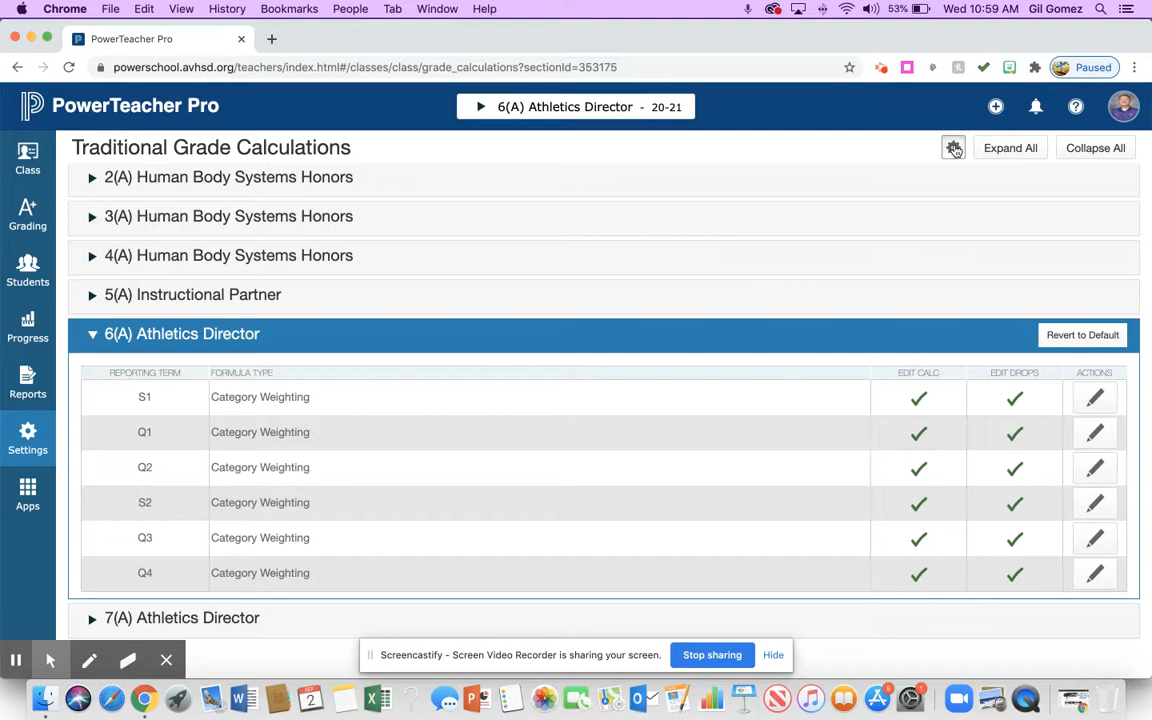 Chrome File Edit View History Bookmarks People Tab Window Help 53% Wed 10:59 AM Gil Gomez
PowerTeacher Pro
powerschool.avhsd.org/teachers/index.html#/classes/class/grade_calculations?sectionId=353175 Paused
PowerTeacher Pro 6(A) Athletics Director - 20-21
Traditional Grade Calculations Expand All Collapse All
Class
Grading
Students
Progress
Reports
Settings
Apps
2(A) Human Body Systems Honors
3(A) Human Body Systems Honors
4(A) Human Body Systems Honors
5(A) Instructional Partner
6(A) Athletics Director Revert to Default
REPORTING TERM FORMULA TYPE EDIT CALC EDIT DROPS ACTIONS
S1 Category Weighting
Q1 Category Weighting
Q2 Category Weighting
S2 Category Weighting
Q3 Category Weighting
Q4 Category Weighting
7(A) Athletics Director
Screencastify - Screen Video Recorder is sharing your screen. Stop sharing Hide